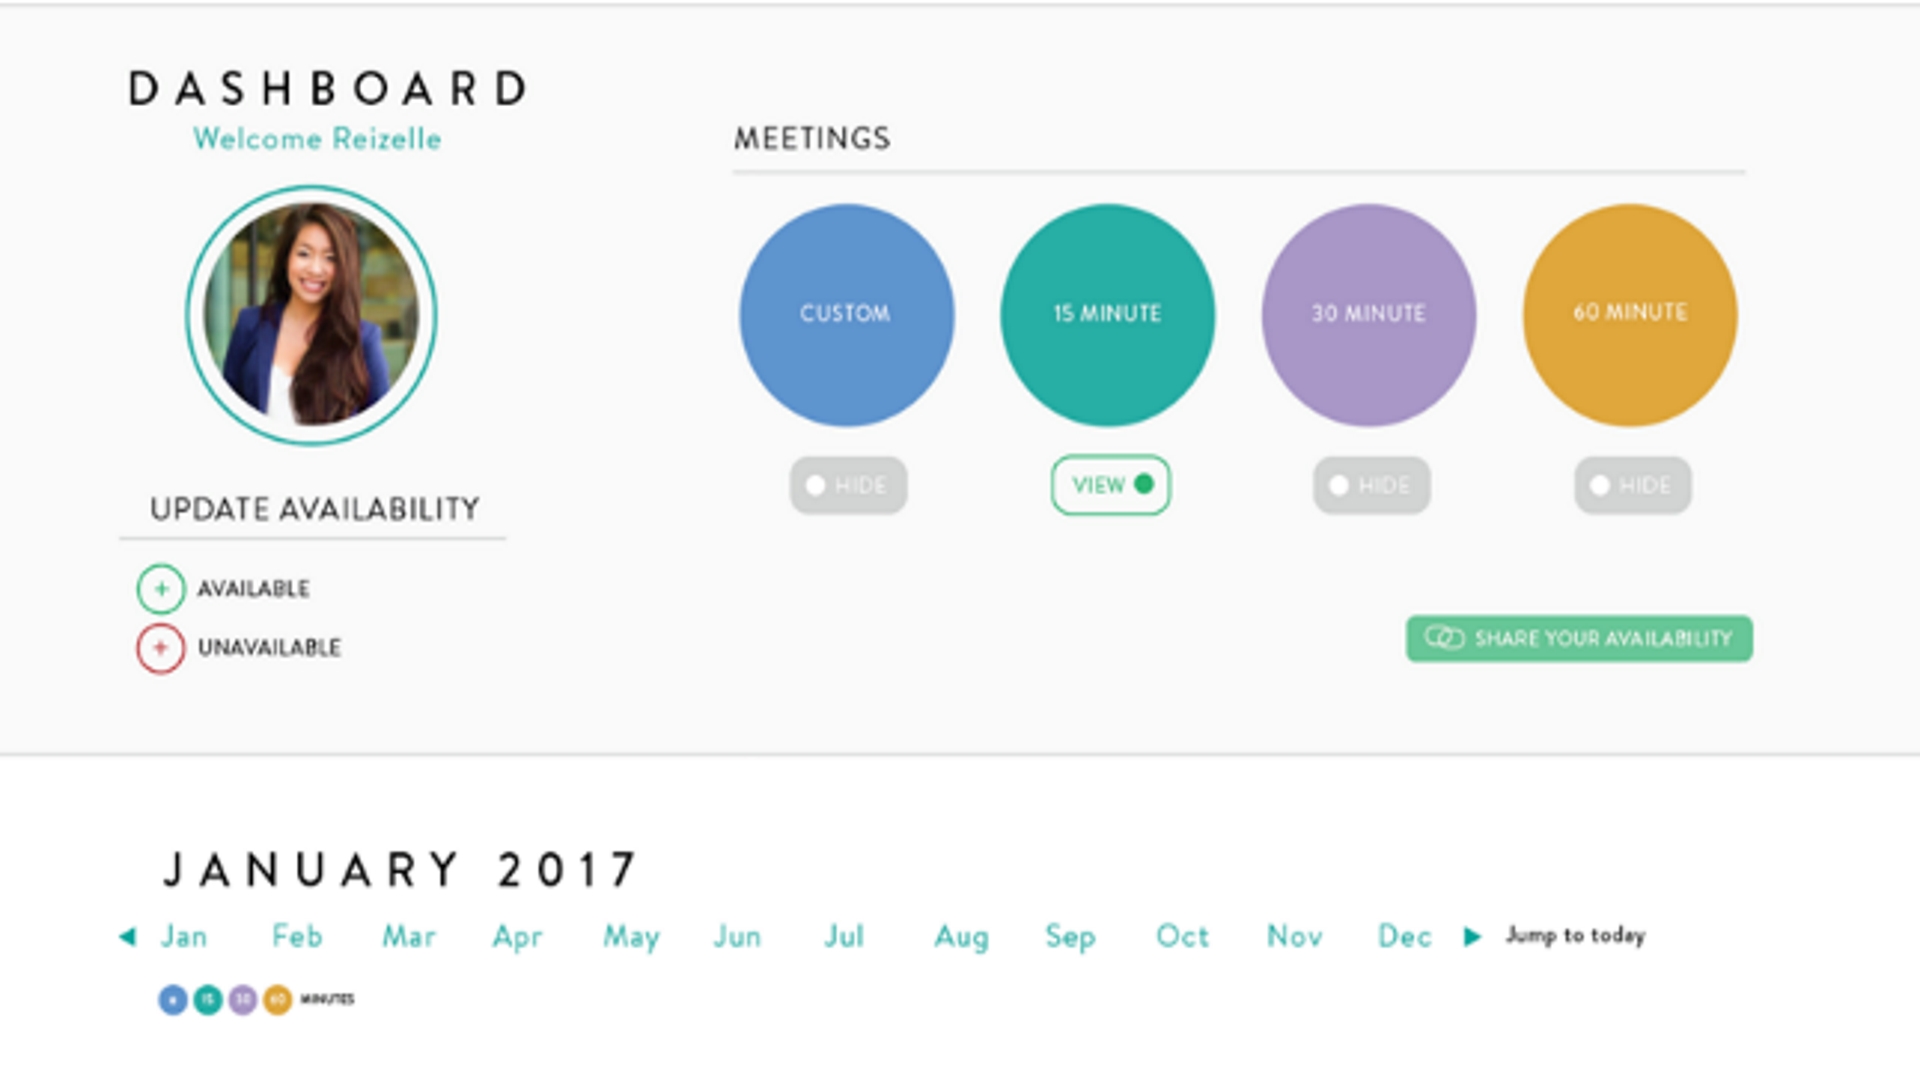 DASHBOARD
Welcome Reizelle
UPDATE AVAILABILITY
+ AVAILABLE
+ UNAVAILABLE
MEETINGS
CUSTOM 15 MINUTE 30 MINUTE 60 MINUTE
HIDE VIEW HIDE HIDE
SHARE YOUR AVAILABILITY
JANUARY 2017
Jan Feb Mar Apr May Jun Jul Aug Sep Oct Nov Dec Jump to today
15 30 60 MINUTES